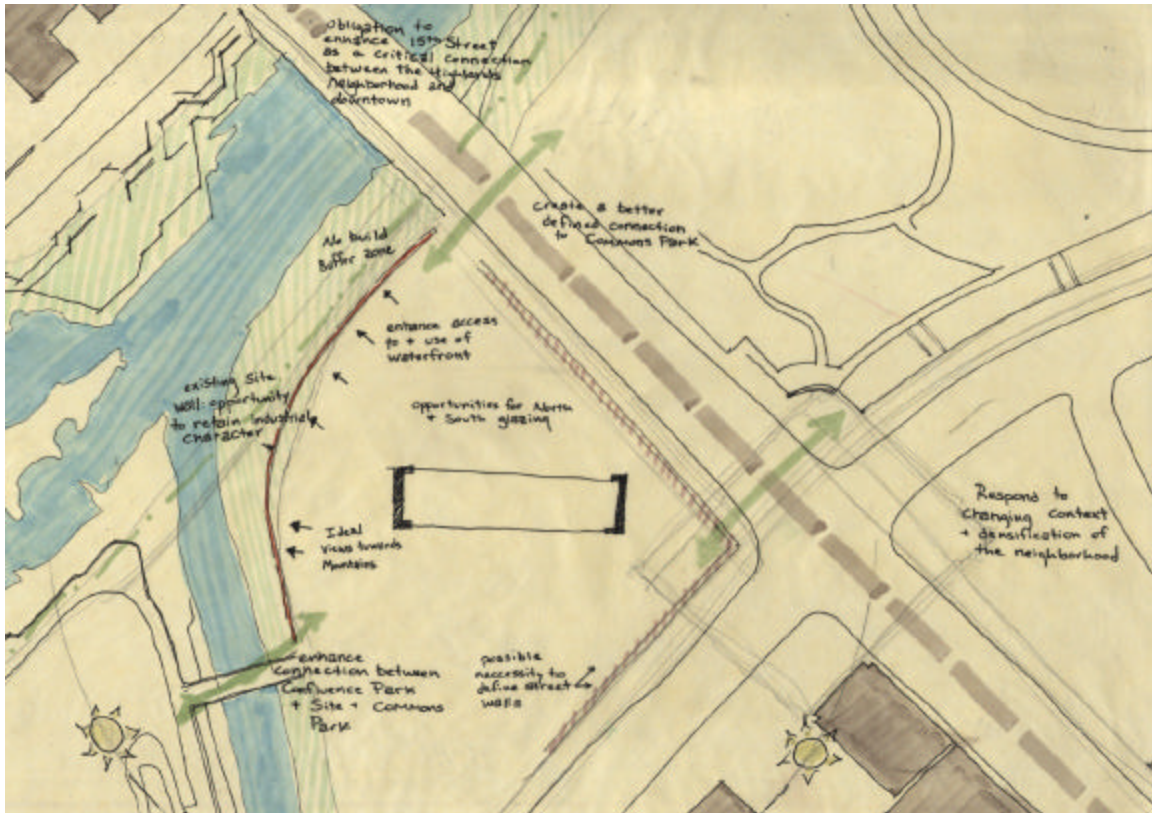 obligation to
enhance 15th Street
as a critical connection
between the Highlands
neighborhood and
downtown
create a better
defined connection
to Commons Park
No build
Buffer zone
enhance access
to + use of
waterfront
existing site
wall: opportunity
to retain industrial
character
opportunities for North
+ South glazing
Respond to
changing context
+ densification of
the neighborhood
Ideal
views towards
Mountains
enhance
connection between
Confluence Park
+ Site + Commons
Park
possible
neccessity to
define street
walls